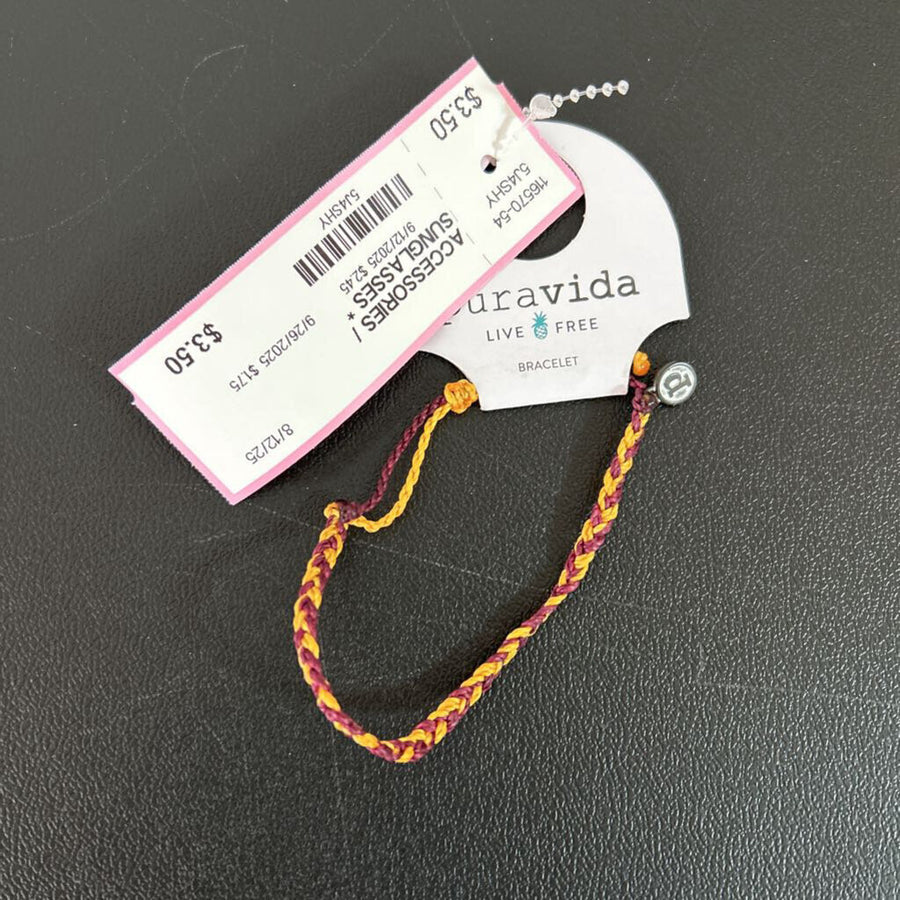 $3.50
116570-54
5J4SHY
ACCESSORIES /
SUNGLASSES *
9/12/2025 $2.45
5J4SHY
9/26/2025 $1.75
$3.50
8/12/25
puravida
LIVE FREE
BRACELET
p